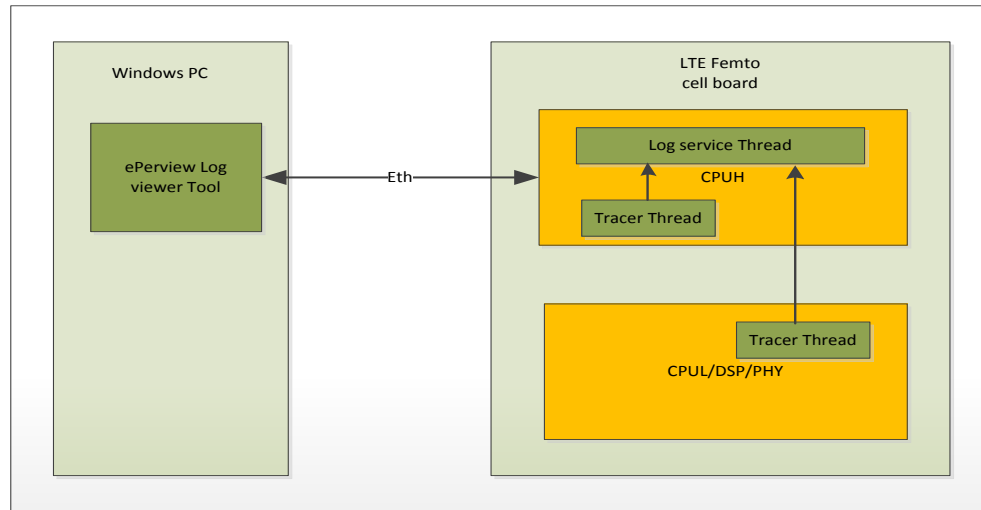 Windows PC
ePerview Log
viewer Tool
Eth
LTE Femto
cell board
Log service Thread
CPUH
Tracer Thread
Tracer Thread
CPUL/DSP/PHY